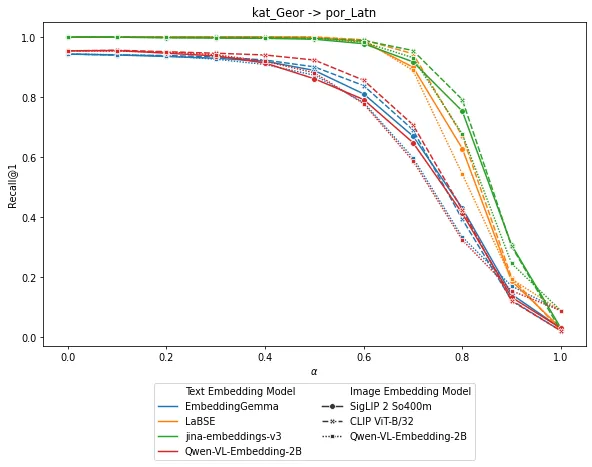 kat_Geor -> por_Latn
1.0
0.8
0.6
0.4
0.2
0.0
Recall@1
0.0 0.2 0.4 0.6 0.8 1.0
α
Text Embedding Model
EmbeddingGemma
LaBSE
jina-embeddings-v3
Qwen-VL-Embedding-2B
Image Embedding Model
SigLIP 2 So400m
CLIP ViT-B/32
Qwen-VL-Embedding-2B